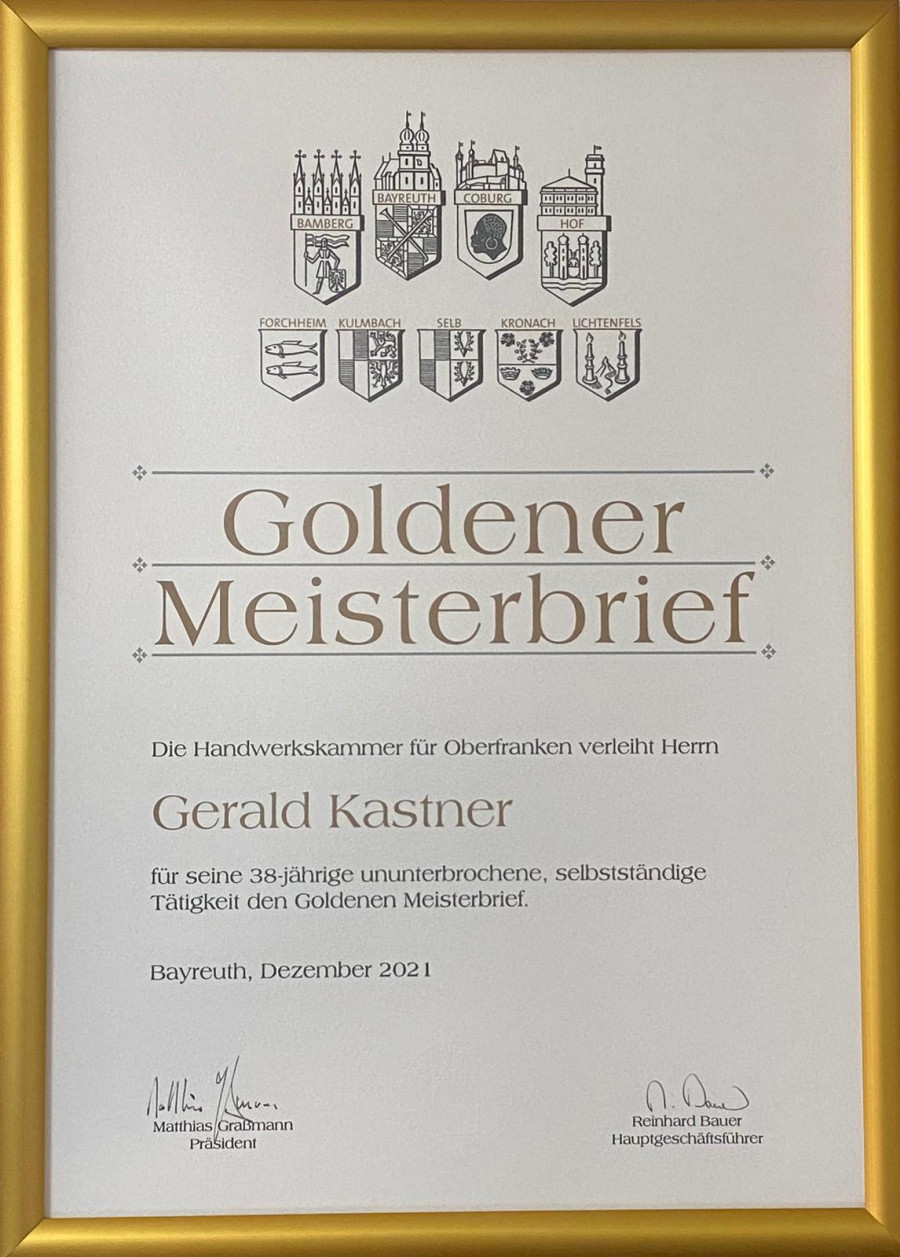 BAMBERG BAYREUTH COBURG HOF
FORCHHEIM KULMBACH SELB KRONACH LICHTENFELS
Goldener
Meisterbrief
Die Handwerkskammer für Oberfranken verleiht Herrn
Gerald Kastner
für seine 38-jährige ununterbrochene, selbstständige
Tätigkeit den Goldenen Meisterbrief.
Bayreuth, Dezember 2021
Matthias Graßmann
Präsident
Reinhard Bauer
Hauptgeschäftsführer